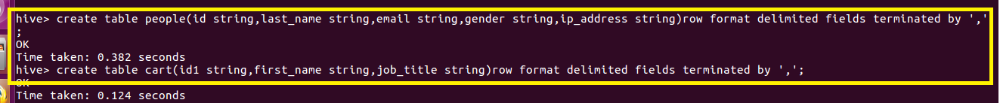 hive> create table people(id string,last_name string,email string,gender string,ip_address string)row format delimited fields terminated by ','
;
OK
Time taken: 0.382 seconds
hive> create table cart(id1 string,first_name string,job_title string)row format delimited fields terminated by ',';
OK
Time taken: 0.124 seconds